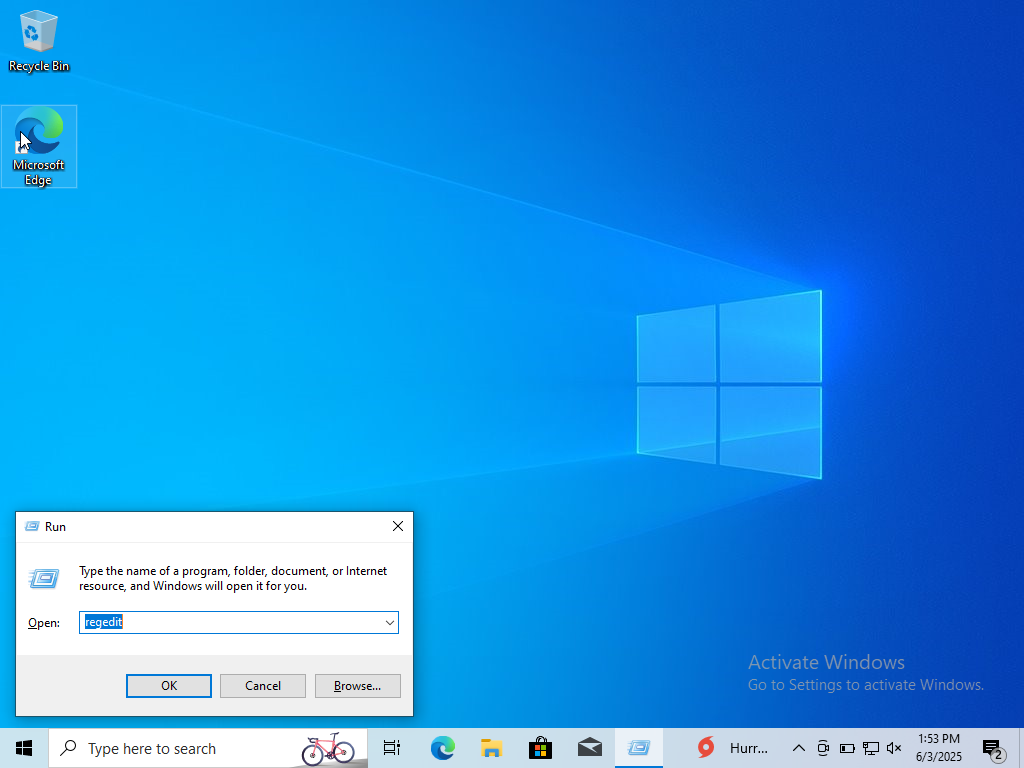 Recycle Bin
Microsoft
Edge
Run
Type the name of a program, folder, document, or Internet
resource, and Windows will open it for you.
Open:
regedit
OK
Cancel
Browse...
Activate Windows
Go to Settings to activate Windows.
Type here to search
Hurr...
1:53 PM
6/3/2025
2